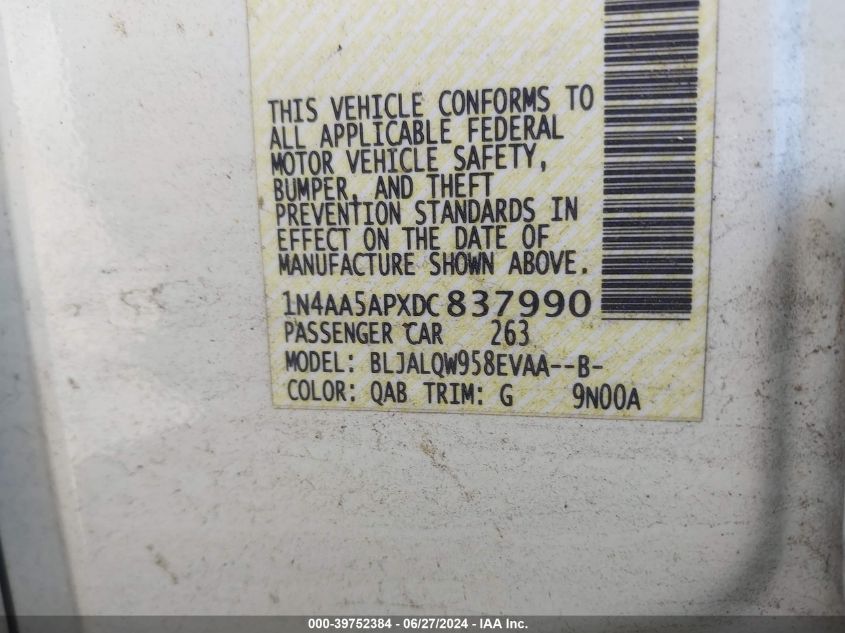 THIS VEHICLE CONFORMS TO
ALL APPLICABLE FEDERAL
MOTOR VEHICLE SAFETY,
BUMPER, AND THEFT
PREVENTION STANDARDS IN
EFFECT ON THE DATE OF
MANUFACTURE SHOWN ABOVE.
1N4AA5APXDC837990
PASSENGER CAR 263
MODEL: BLJALQW958EVAA--B-
COLOR: QAB TRIM: G 9N00A
000-39752384 / 06/27/2024 - IAA Inc.